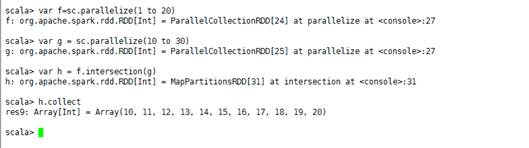 scala> var f=sc.parallelize(1 to 20)
f: org.apache.spark.rdd.RDD[Int] = ParallelCollectionRDD[24] at parallelize at <console>:27
scala> var g = sc.parallelize(10 to 30)
g: org.apache.spark.rdd.RDD[Int] = ParallelCollectionRDD[25] at parallelize at <console>:27
scala> var h = f.intersection(g)
h: org.apache.spark.rdd.RDD[Int] = MapPartitionsRDD[31] at intersection at <console>:31
scala> h.collect
res9: Array[Int] = Array(10, 11, 12, 13, 14, 15, 16, 17, 18, 19, 20)
scala>